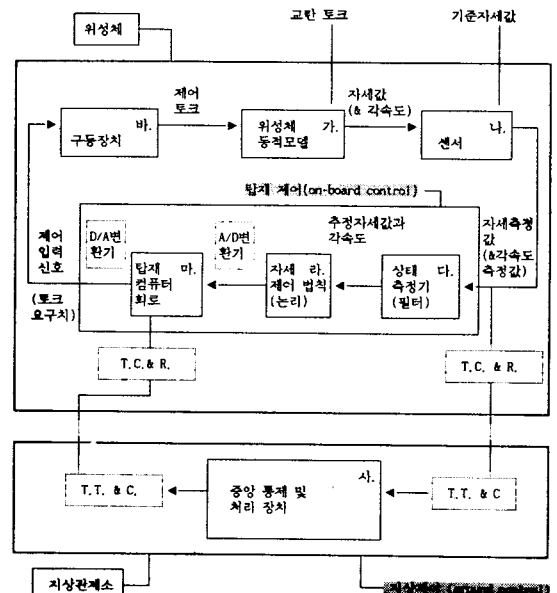 교란 토크
기준자세값
위성체
제어
토크
자세값
(& 각속도)
바.
구동장치
위성체 가.
동적모델
나.
센서
탑재 제어(on-board control)
제어
입력
신호
(토크
요구치)
D/A변
환기
A/D변
환기
추정자세값과
각속도
자세측정
값
(&각속도
측정값)
탑재 마.
컴퓨터
회로
자세 라.
제어 법칙
(논리)
상태 다.
측정기
(필터)
T.C.& R.
T.C. & R.
T.T. & C.
사.
중앙 통제 및
처리 장치
T.T. & C
지상관제소
지상제어 (ground control)